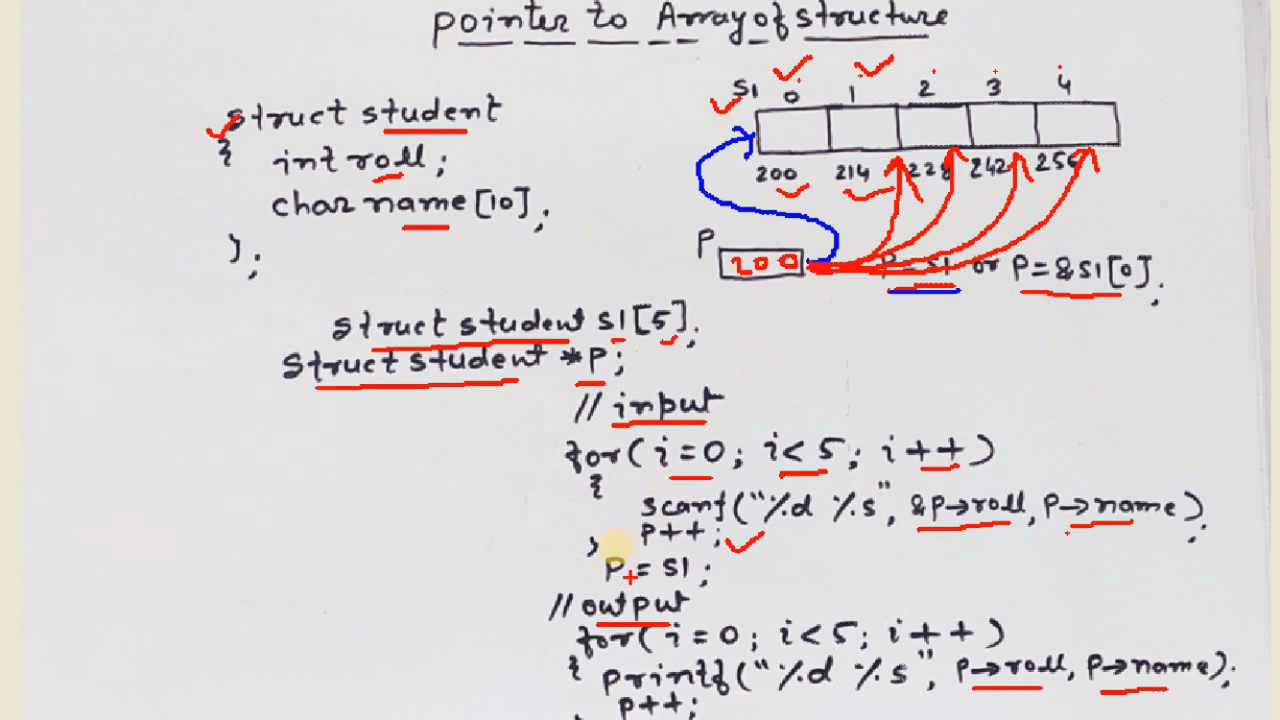 pointer to Array of structure
struct student
{
int roll;
char name[10];
};
S1 0 1 2 3 4
200 214 228 242 256
P
200
P=S1 or P=&S1[0];
struct student S1[5];
struct student *P;
// input
for(i=0; i<5; i++)
{
scanf("%d %s", &P→roll, P→name);
P++;
}
P = S1;
// output
for(i=0; i<5; i++)
{ printf("%d %s", P→roll, P→name);
P++;